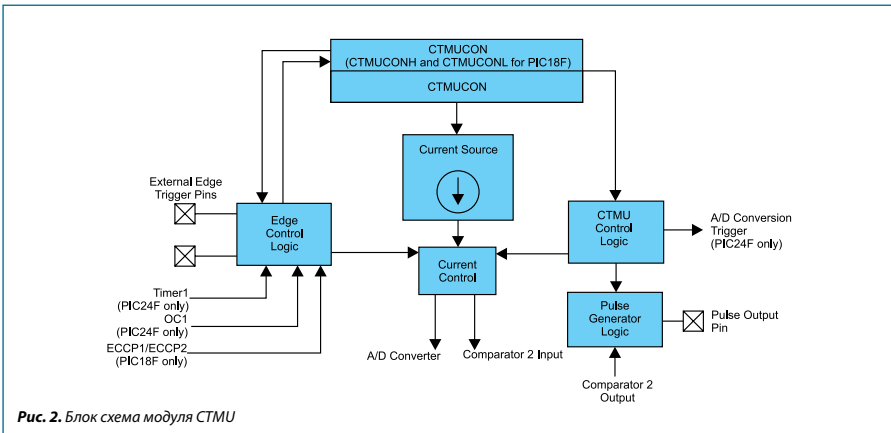 CTMUCON
(CTMUCONH and CTMUCONL for PIC18F)
CTMUCON
Current Source
External Edge
Trigger Pins
Edge
Control
Logic
CTMU
Control
Logic
A/D Conversion
Trigger
(PIC24F only)
Current
Control
Timer1
(PIC24F only)
OC1
(PIC24F only)
ECCP1/ECCP2
(PIC18F only)
Pulse
Generator
Logic
Pulse Output
Pin
A/D Converter
Comparator 2 Input
Comparator 2
Output
Рис. 2. Блок схема модуля CTMU